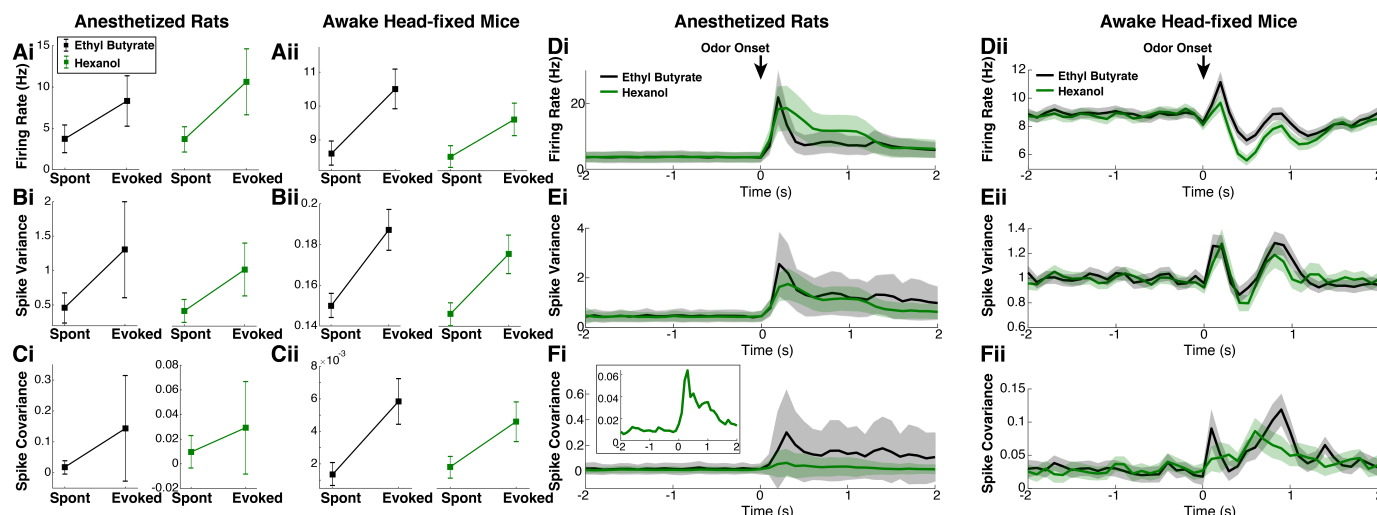 Anesthetized Rats
Awake Head-fixed Mice
Anesthetized Rats
Awake Head-fixed Mice
Ai
Ethyl Butyrate
Hexanol
Firing Rate (Hz)
15
10
5
0
Spont
Evoked
Spont
Evoked
Aii
11
10
9
Spont
Evoked
Spont
Evoked
Di
Odor Onset
Ethyl Butyrate
Hexanol
Firing Rate (Hz)
20
0
-2
-1
0
1
2
Time (s)
Dii
Odor Onset
Ethyl Butyrate
Hexanol
Firing Rate (Hz)
12
10
8
6
-2
-1
0
1
2
Time (s)
Bi
Spike Variance
2
1.5
1
0.5
Spont
Evoked
Spont
Evoked
Bii
0.2
0.18
0.16
0.14
Spont
Evoked
Spont
Evoked
Ei
Spike Variance
4
2
0
-1
0
1
2
Time (s)
Eii
Spike Variance
1.4
1.2
1.0
0.8
0.6
-2
-1
0
1
2
Time (s)
Ci
Spike Covariance
0.3
0.2
0.1
0
Spont
Evoked
0.08
0.06
0.04
0.02
0
-0.02
Spont
Evoked
Cii
×10-3
8
6
4
2
Spont
Evoked
Spont
Evoked
Fi
Spike Covariance
0.6
0.4
0.2
0
0.06
0.04
0.02
0
-2
-1
0
1
2
-2
-1
0
1
2
Time (s)
Fii
Spike Covariance
0.15
0.10
0.05
0
-2
-1
0
1
2
Time (s)